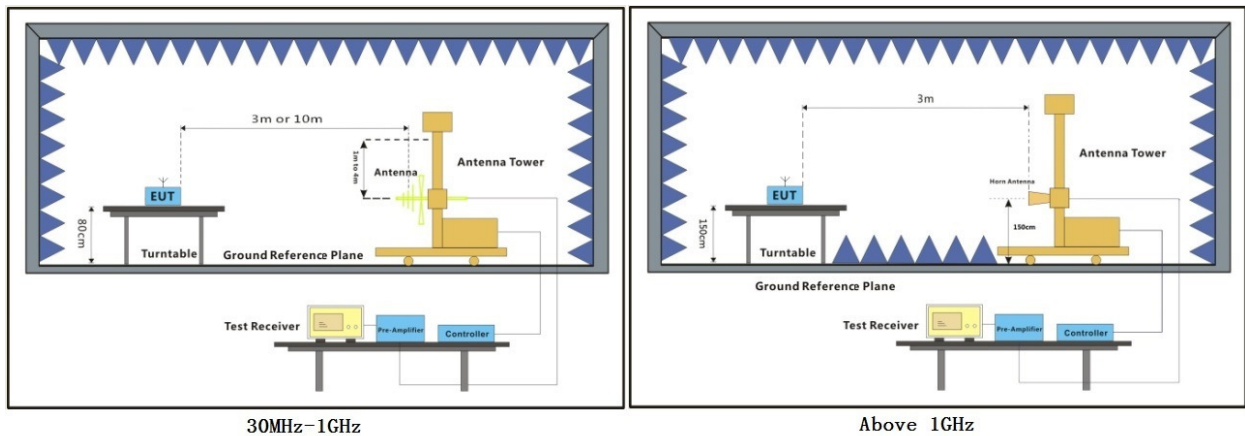 3m or 10m
1m to 4m
Antenna Tower
Antenna
EUT
80cm
Turntable
Ground Reference Plane
Test Receiver
Pre-Amplifier
Controller
30MHz-1GHz
3m
Antenna Tower
Horn Antenna
EUT
150cm
150cm
Turntable
Ground Reference Plane
Test Receiver
Pre-Amplifier
Controller
Above 1GHz